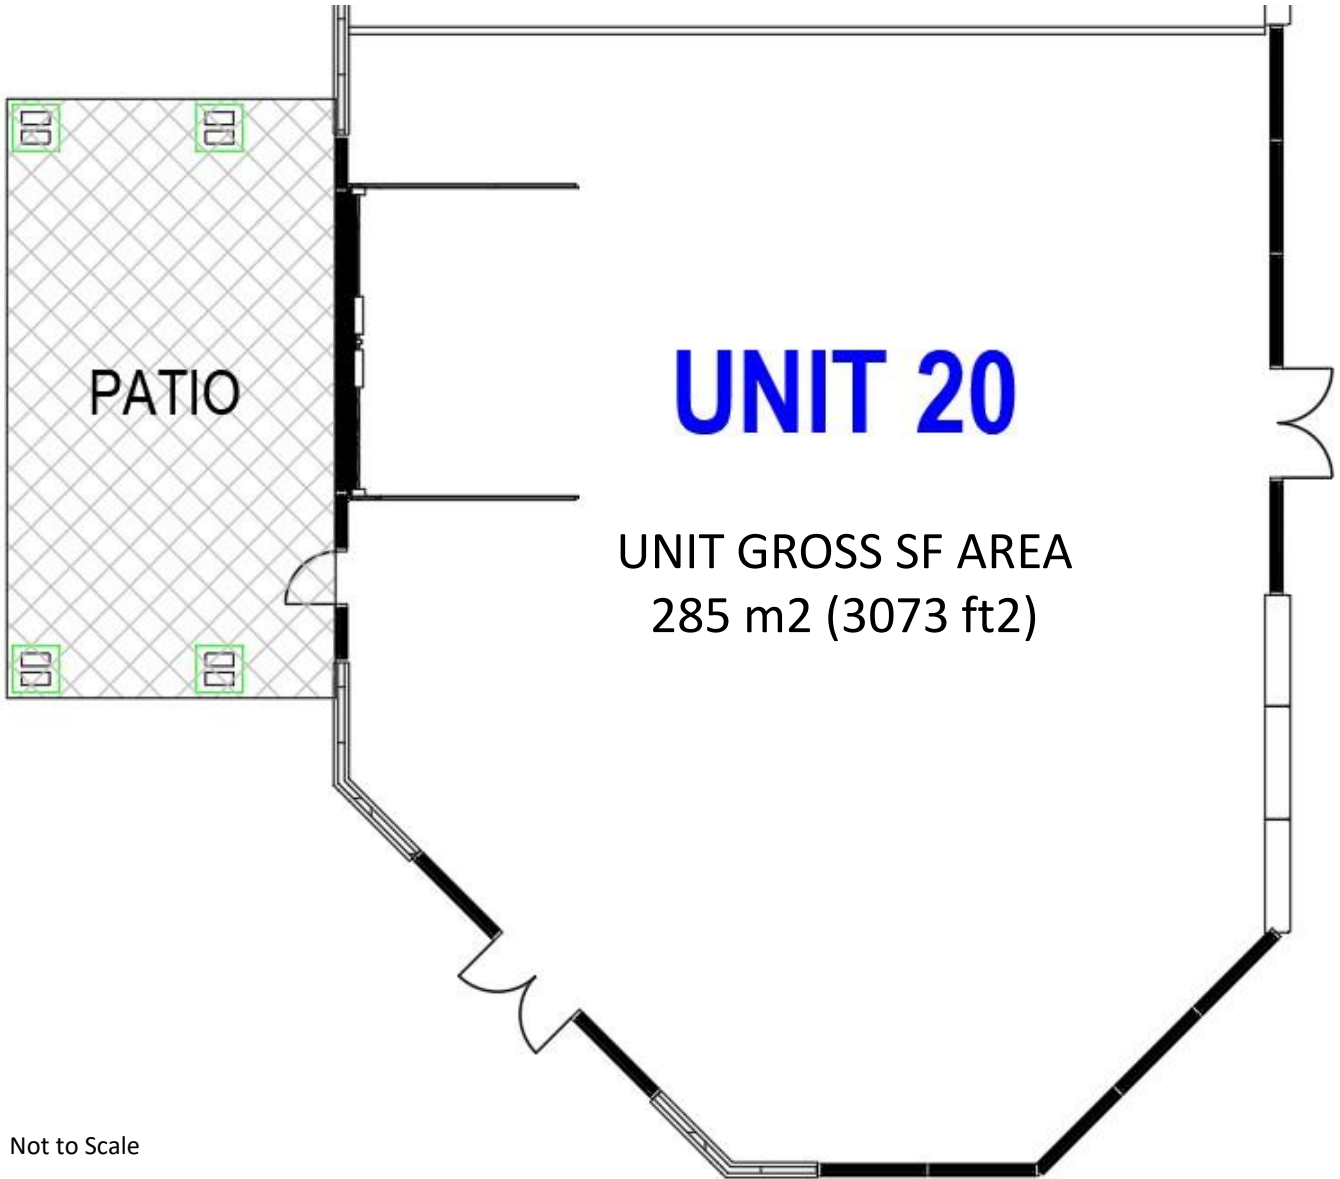 PATIO
UNIT 20
UNIT GROSS SF AREA
285 m2 (3073 ft2)
Not to Scale